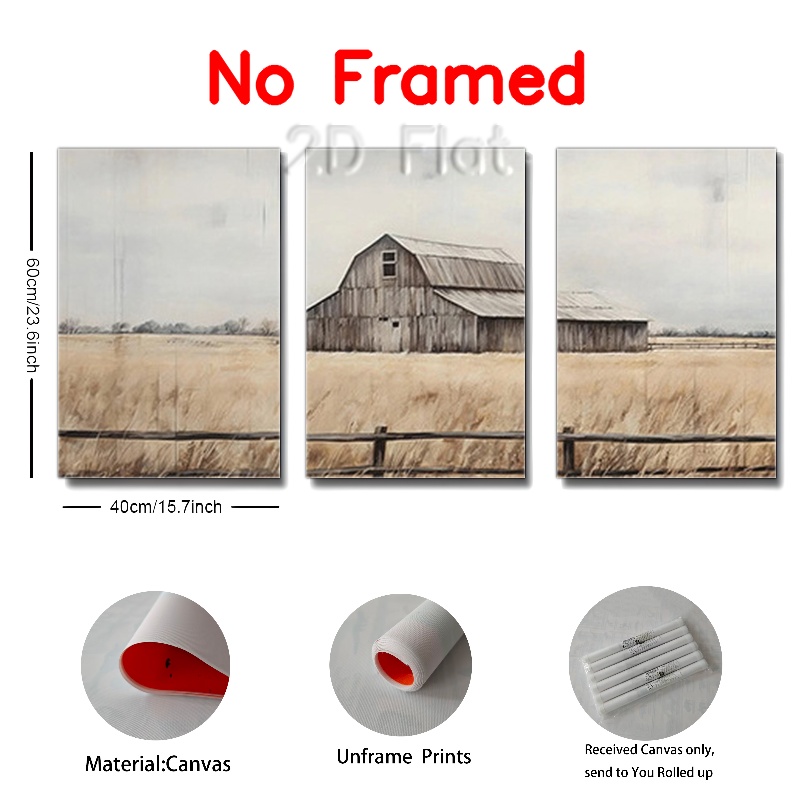 No Framed
2D Flat
60cm/23.6inch
40cm/15.7inch
Material:Canvas
Unframe Prints
Received Canvas only,
send to You Rolled up